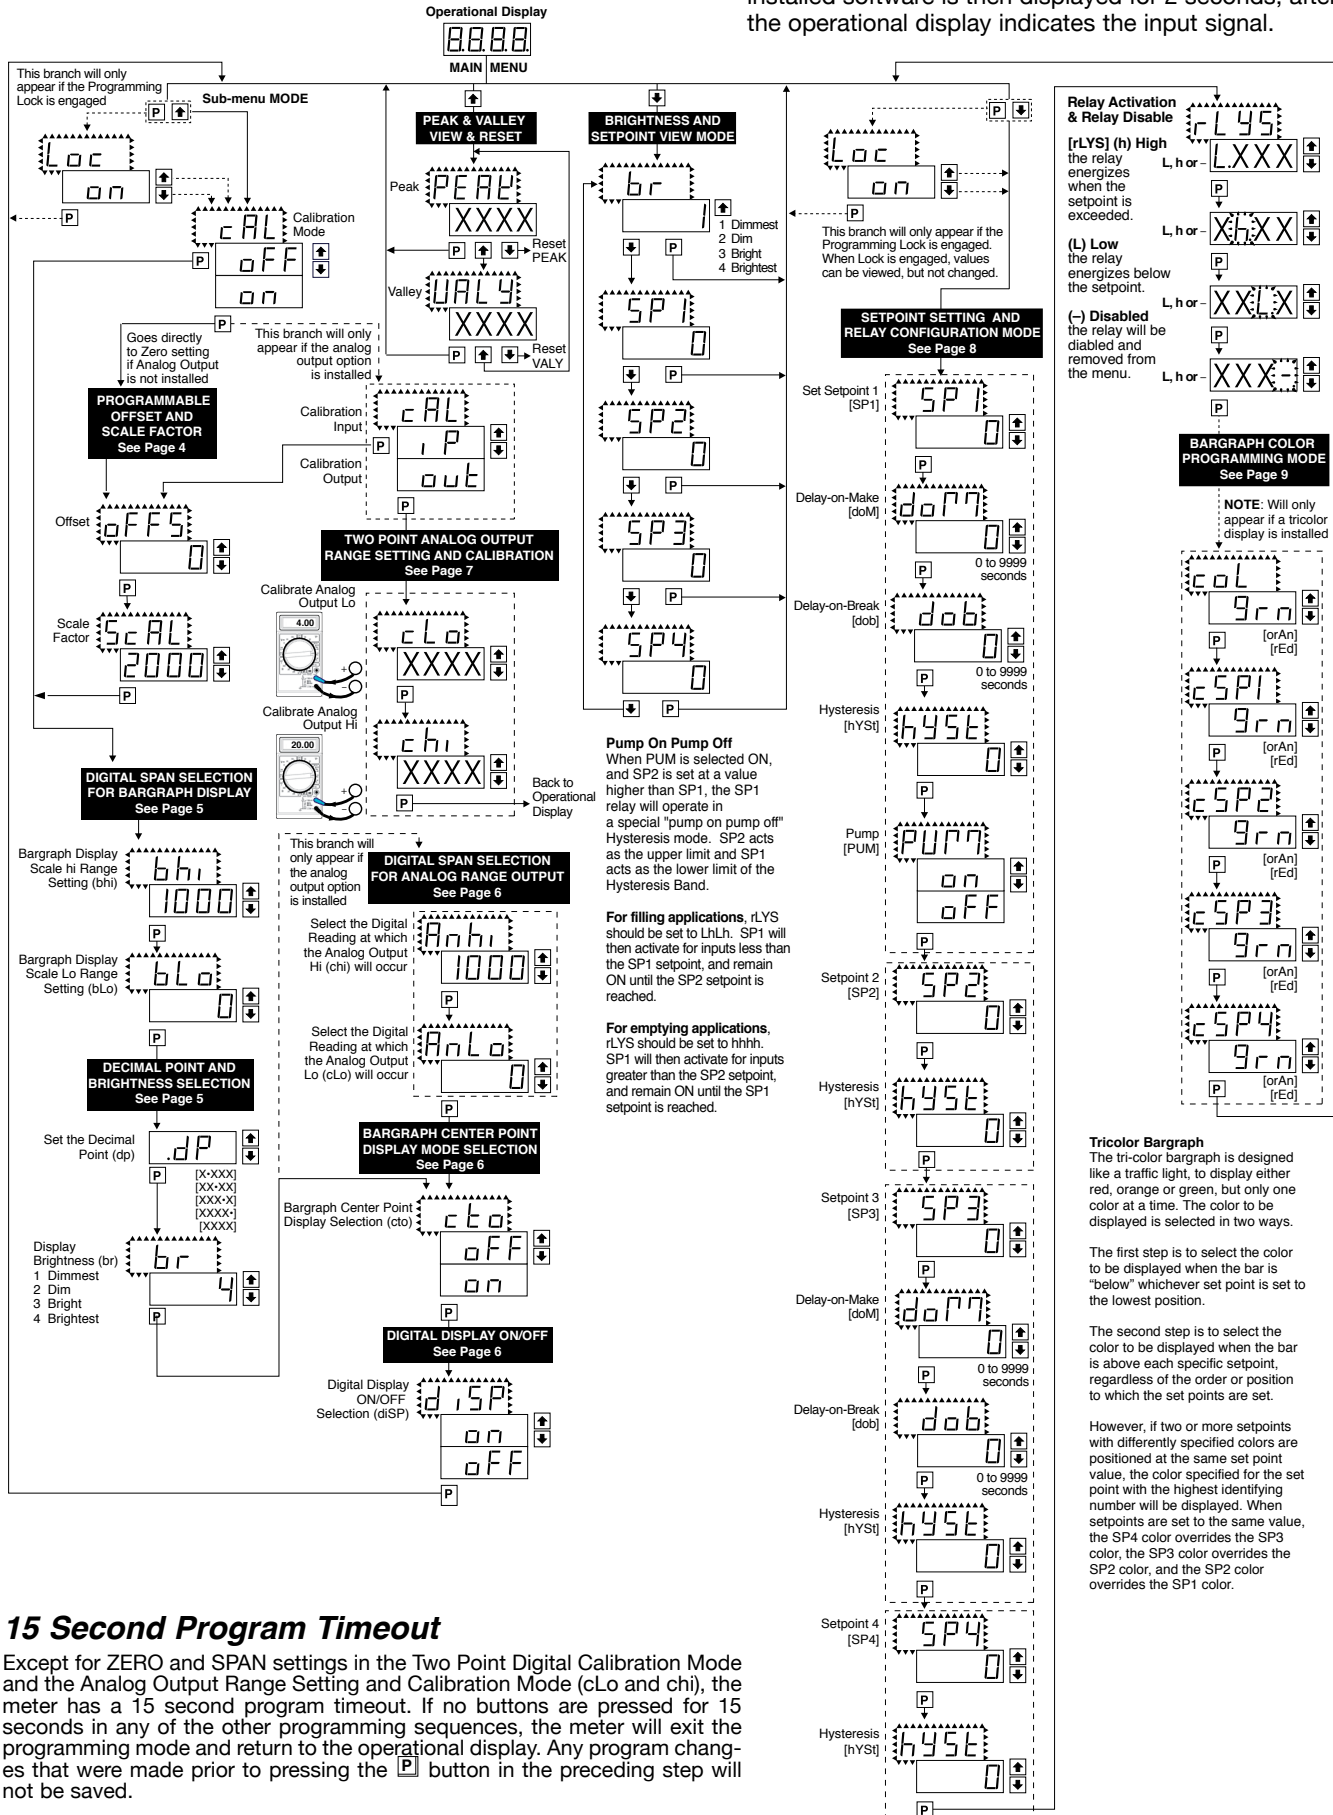 installed software is then displayed for 2 seconds, after
the operational display indicates the input signal.
Operational Display
8.8.8.8.
MAIN MENU
This branch will only
appear if the Programming
Lock is engaged
P
Sub-menu MODE
Loc
on
P
cAL
Calibration
Mode
P
oFF
on
P
Goes directly
to Zero setting
if Analog Output
is not installed
This branch will only
appear if the analog
output option
is installed
PROGRAMMABLE
OFFSET AND
SCALE FACTOR
See Page 4
Calibration
Input
cAL
P
iP
Calibration
Output
out
P
Offset
oFFS
0
P
Scale
Factor
ScAL
2000
P
TWO POINT ANALOG OUTPUT
RANGE SETTING AND CALIBRATION
See Page 7
Calibrate Analog
Output Lo
4.00
+
–
cLo
XXXX
P
Calibrate Analog
Output Hi
20.00
+
–
chi
XXXX
P
Back to
Operational
Display
DIGITAL SPAN SELECTION
FOR BARGRAPH DISPLAY
See Page 5
Bargraph Display
Scale hi Range
Setting (bhi)
bhi
1000
P
Bargraph Display
Scale Lo Range
Setting (bLo)
bLo
0
P
DECIMAL POINT AND
BRIGHTNESS SELECTION
See Page 5
Set the Decimal
Point (dp)
.dP
P
[X•XXX]
[XX•XX]
[XXX•X]
[XXXX•]
[XXXX]
Display
Brightness (br)
1 Dimmest
2 Dim
3 Bright
4 Brightest
br
4
P
This branch will
only appear if
the analog
output option
is installed
DIGITAL SPAN SELECTION
FOR ANALOG RANGE OUTPUT
See Page 6
Select the Digital
Reading at which
the Analog Output
Hi (chi) will occur
Anhi
1000
P
Select the Digital
Reading at which
the Analog Output
Lo (cLo) will occur
AnLo
0
P
BARGRAPH CENTER POINT
DISPLAY MODE SELECTION
See Page 6
Bargraph Center Point
Display Selection (cto)
cto
oFF
on
P
DIGITAL DISPLAY ON/OFF
See Page 6
Digital Display
ON/OFF
Selection (diSP)
diSP
on
oFF
P
PEAK & VALLEY
VIEW & RESET
Peak
PEAK
XXXX
P
Reset
PEAK
Valley
VALY
XXXX
P
Reset
VALY
BRIGHTNESS AND
SETPOINT VIEW MODE
br
1
1 Dimmest
2 Dim
3 Bright
4 Brightest
P
SP1
0
P
SP2
0
P
SP3
0
P
SP4
0
P
Pump On Pump Off
When PUM is selected ON,
and SP2 is set at a value
higher than SP1, the SP1
relay will operate in
a special "pump on pump off"
Hysteresis mode. SP2 acts
as the upper limit and SP1
acts as the lower limit of the
Hysteresis Band.
For filling applications, rLYS
should be set to LhLh. SP1 will
then activate for inputs less than
the SP1 setpoint, and remain
ON until the SP2 setpoint is
reached.
For emptying applications,
rLYS should be set to hhhh.
SP1 will then activate for inputs
greater than the SP2 setpoint,
and remain ON until the SP1
setpoint is reached.
P
Loc
on
P
This branch will only appear if the
Programming Lock is engaged.
When Lock is engaged, values
can be viewed, but not changed.
SETPOINT SETTING AND
RELAY CONFIGURATION MODE
See Page 8
Set Setpoint 1
[SP1]
SP1
0
P
Delay-on-Make
[doM]
doM
0
P
0 to 9999
seconds
Delay-on-Break
[dob]
dob
0
P
0 to 9999
seconds
Hysteresis
[hYSt]
hYSt
0
P
Pump
[PUM]
PUM
on
oFF
P
Setpoint 2
[SP2]
SP2
0
P
Hysteresis
[hYSt]
hYSt
0
P
Setpoint 3
[SP3]
SP3
0
P
Delay-on-Make
[doM]
doM
0
P
0 to 9999
seconds
Delay-on-Break
[dob]
dob
0
P
0 to 9999
seconds
Hysteresis
[hYSt]
hYSt
0
P
Setpoint 4
[SP4]
SP4
0
P
Hysteresis
[hYSt]
hYSt
0
P
Relay Activation
& Relay Disable
[rLYS] (h) High
the relay
energizes
when the
setpoint is
exceeded.
(L) Low
the relay
energizes below
the setpoint.
(–) Disabled
the relay will be
diabled and
removed from
the menu.
rLYS
L, h or –
L.XXX
P
L, h or –
XhXX
P
L, h or –
XXLX
P
L, h or –
XXX-
P
BARGRAPH COLOR
PROGRAMMING MODE
See Page 9
NOTE: Will only
appear if a tricolor
display is installed
coL
grn
P
[orAn]
[rEd]
cSP1
grn
P
[orAn]
[rEd]
cSP2
grn
P
[orAn]
[rEd]
cSP3
grn
P
[orAn]
[rEd]
cSP4
grn
P
[orAn]
[rEd]
Tricolor Bargraph
The tri-color bargraph is designed
like a traffic light, to display either
red, orange or green, but only one
color at a time. The color to be
displayed is selected in two ways.
The first step is to select the color
to be displayed when the bar is
“below” whichever set point is set to
the lowest position.
The second step is to select the
color to be displayed when the bar
is above each specific setpoint,
regardless of the order or position
to which the set points are set.
However, if two or more setpoints
with differently specified colors are
positioned at the same set point
value, the color specified for the set
point with the highest identifying
number will be displayed. When
setpoints are set to the same value,
the SP4 color overrides the SP3
color, the SP3 color overrides the
SP2 color, and the SP2 color
overrides the SP1 color.
15 Second Program Timeout
Except for ZERO and SPAN settings in the Two Point Digital Calibration Mode
and the Analog Output Range Setting and Calibration Mode (cLo and chi), the
meter has a 15 second program timeout. If no buttons are pressed for 15
seconds in any of the other programming sequences, the meter will exit the
programming mode and return to the operational display. Any program chang-
es that were made prior to pressing the P button in the preceding step will
not be saved.